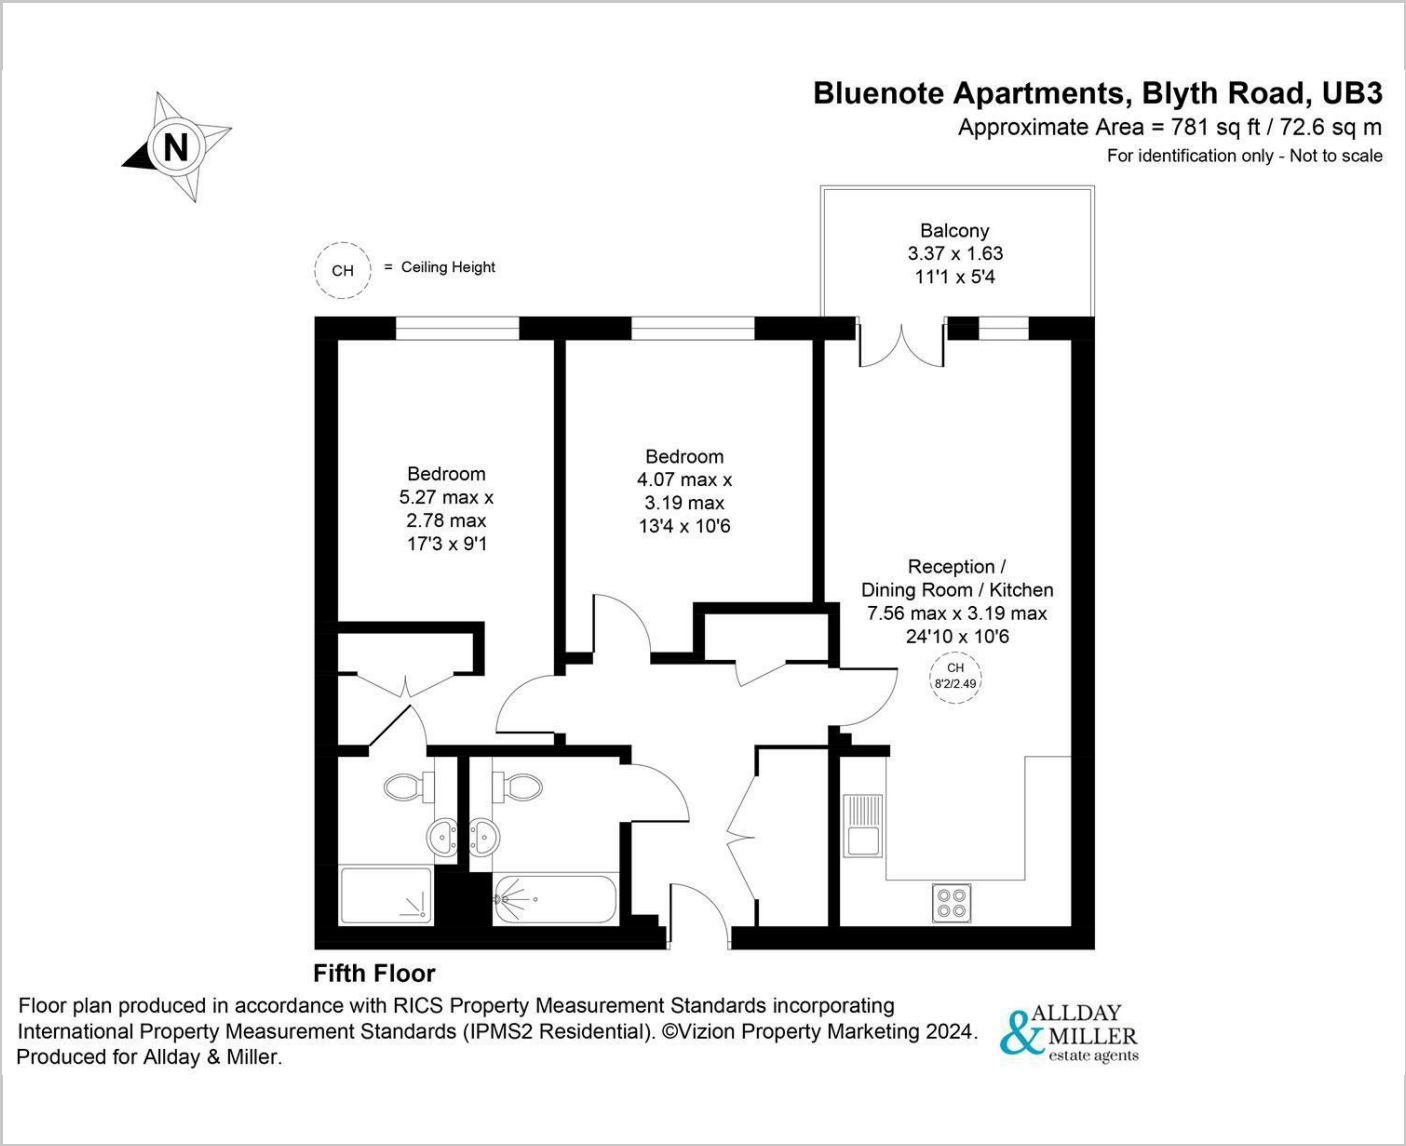 Bluenote Apartments, Blyth Road, UB3
Approximate Area = 781 sq ft / 72.6 sq m
For identification only - Not to scale
N
CH = Ceiling Height
Balcony
3.37 x 1.63
11'1 x 5'4
Bedroom
5.27 max x
2.78 max
17'3 x 9'1
Bedroom
4.07 max x
3.19 max
13'4 x 10'6
Reception /
Dining Room / Kitchen
7.56 max x 3.19 max
24'10 x 10'6
CH
8'2/2.49
Fifth Floor
Floor plan produced in accordance with RICS Property Measurement Standards incorporating
International Property Measurement Standards (IPMS2 Residential). ©Vizion Property Marketing 2024.
Produced for Allday & Miller.
ALLDAY
& MILLER
estate agents